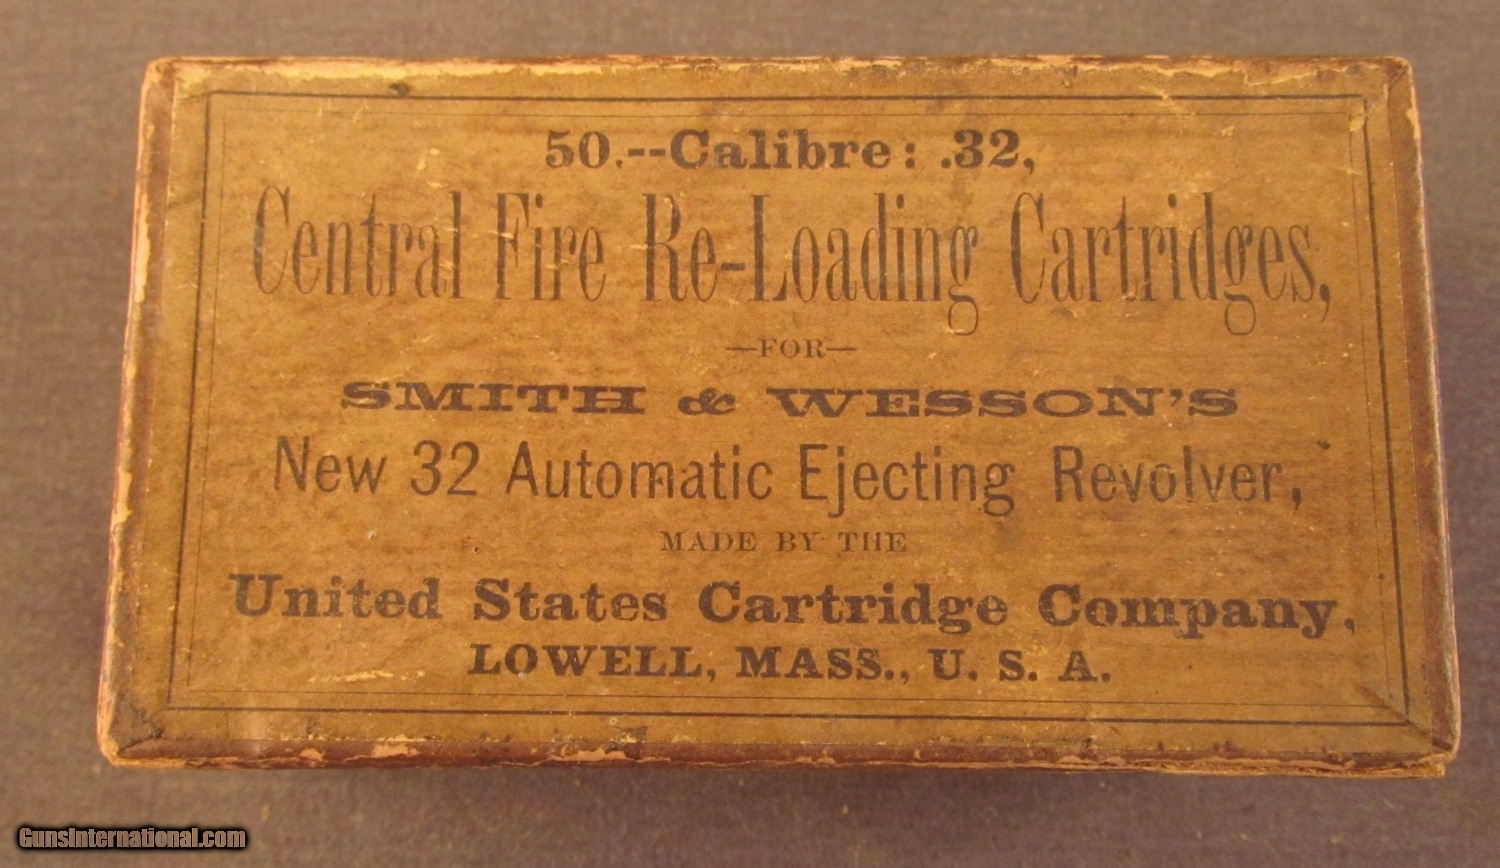 50.--Calibre: .32,
Central Fire Re-Loading Cartridges,
—FOR—
SMITH & WESSON'S
New 32 Automatic Ejecting Revolver,
MADE BY THE
United States Cartridge Company,
LOWELL, MASS., U. S. A.
GunsInternational.com